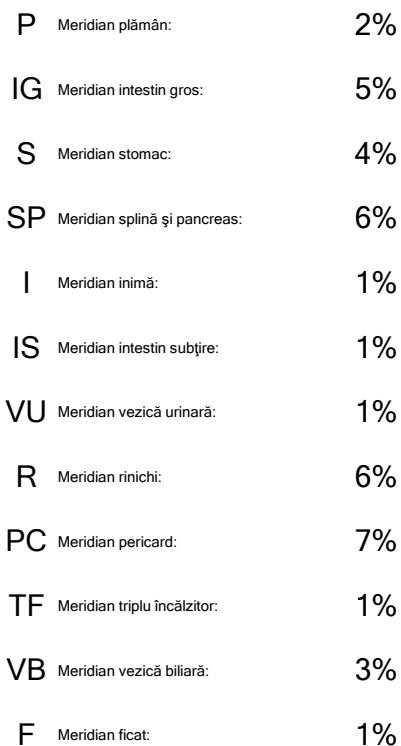 P Meridian plămân: 2%
IG Meridian intestin gros: 5%
S Meridian stomac: 4%
SP Meridian splină şi pancreas: 6%
I Meridian inimă: 1%
IS Meridian intestin subţire: 1%
VU Meridian vezică urinară: 1%
R Meridian rinichi: 6%
PC Meridian pericard: 7%
TF Meridian triplu încălzitor: 1%
VB Meridian vezică biliară: 3%
F Meridian ficat: 1%